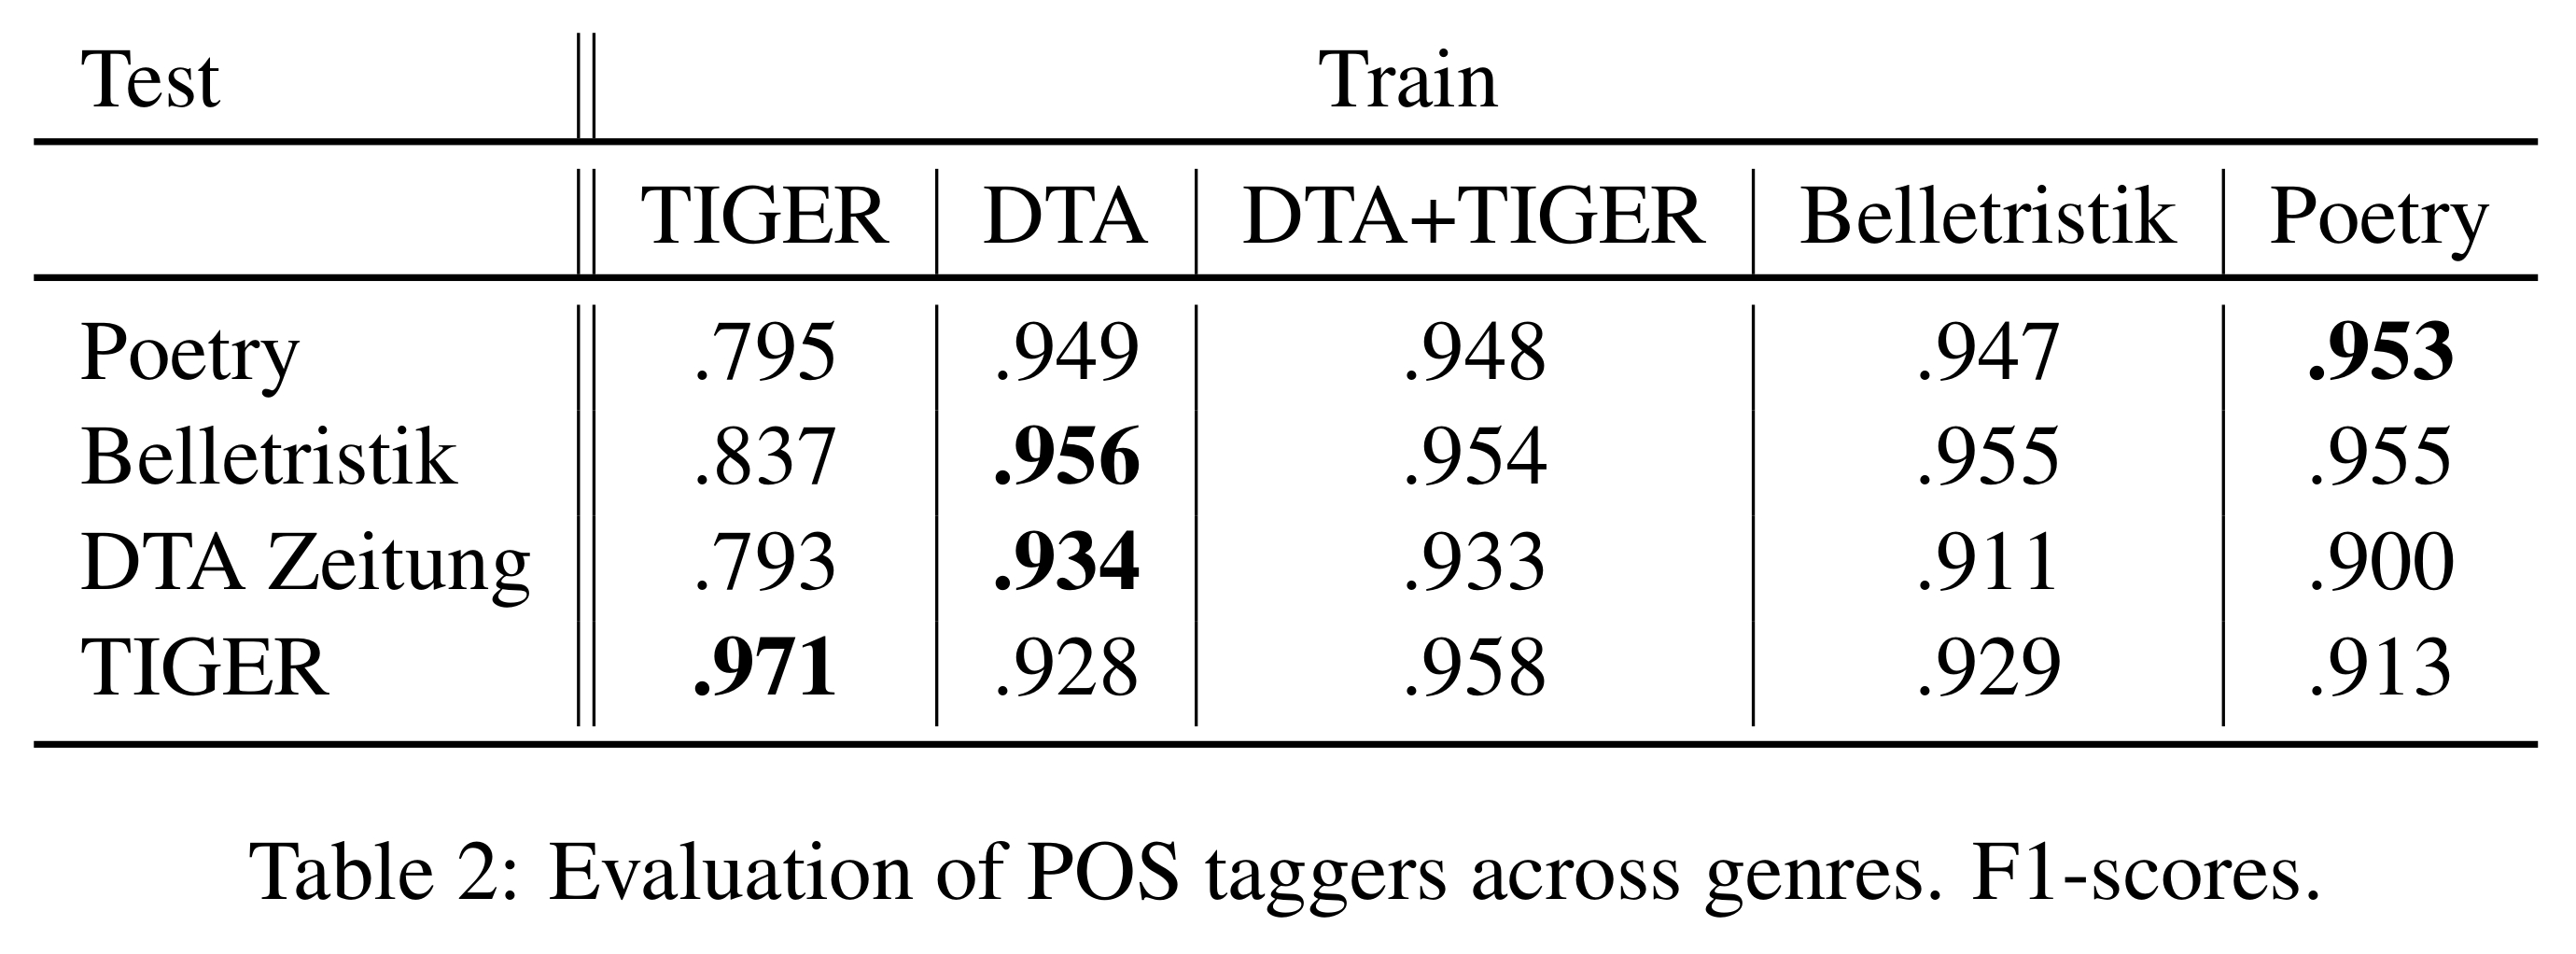 Test Train
TIGER DTA DTA+TIGER Belletristik Poetry
Poetry .795 .949 .948 .947 .953
Belletristik .837 .956 .954 .955 .955
DTA Zeitung .793 .934 .933 .911 .900
TIGER .971 .928 .958 .929 .913
Table 2: Evaluation of POS taggers across genres. F1-scores.